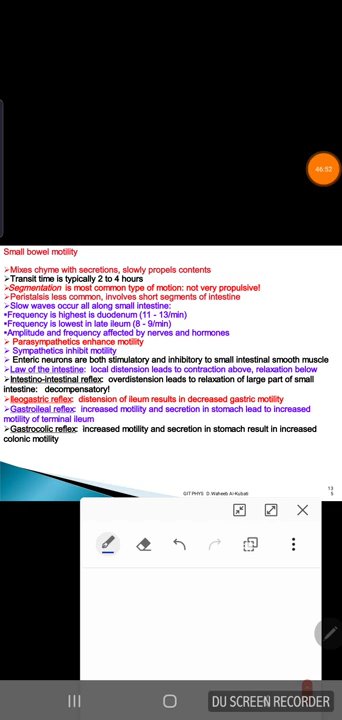 46:52
Small bowel motility
➢Mixes chyme with secretions, slowly propels contents
➢Transit time is typically 2 to 4 hours
➢Segmentation is most common type of motion: not very propulsive!
➢Peristalsis less common, involves short segments of intestine
➢Slow waves occur all along small intestine:
▪Frequency is highest is duodenum (11 - 13/min)
▪Frequency is lowest in late ileum (8 - 9/min)
▪Amplitude and frequency affected by nerves and hormones
➢ Parasympathetics enhance motility
➢ Sympathetics inhibit motility
➢ Enteric neurons are both stimulatory and inhibitory to small intestinal smooth muscle
➢Law of the intestine: local distension leads to contraction above, relaxation below
➢Intestino-intestinal reflex: overdistension leads to relaxation of large part of small
intestine: decompensatory!
➢Ileogastric reflex: distension of ileum results in decreased gastric motility
➢Gastroileal reflex: increased motility and secretion in stomach lead to increased
motility of terminal ileum
➢Gastrocolic reflex: increased motility and secretion in stomach result in increased
colonic motility
GIT PHYS D.Waheeb Al-Kubati
13
5
DU SCREEN RECORDER